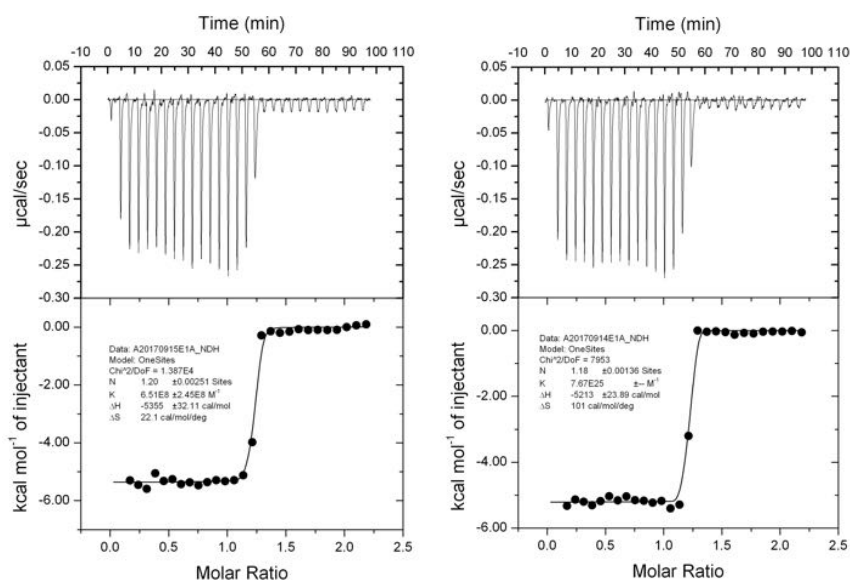 Time (min)
-10 0 10 20 30 40 50 60 70 80 90 100 110
0.05
0.00
-0.05
-0.10
-0.15
-0.20
-0.25
-0.30
µcal/sec
0.00
-2.00
-4.00
-6.00
kcal mol⁻¹ of injectant
Data: A20170915E1A_NDH
Model: OneSites
Chi^2/DoF = 1.387E4
N 1.20 ±0.00251 Sites
K 6.51E8 ±2.45E8 M⁻¹
ΔH -5355 ±32.11 cal/mol
ΔS 22.1 cal/mol/deg
0.0 0.5 1.0 1.5 2.0 2.5
Molar Ratio
Time (min)
-10 0 10 20 30 40 50 60 70 80 90 100 110
0.05
0.00
-0.05
-0.10
-0.15
-0.20
-0.25
-0.30
µcal/sec
0.00
-2.00
-4.00
-6.00
kcal mol⁻¹ of injectant
Data: A20170914E1A_NDH
Model: OneSites
Chi^2/DoF = 7953
N 1.18 ±0.00136 Sites
K 7.67E25 ±-- M⁻¹
ΔH -5213 ±23.89 cal/mol
ΔS 101 cal/mol/deg
0.0 0.5 1.0 1.5 2.0 2.5
Molar Ratio